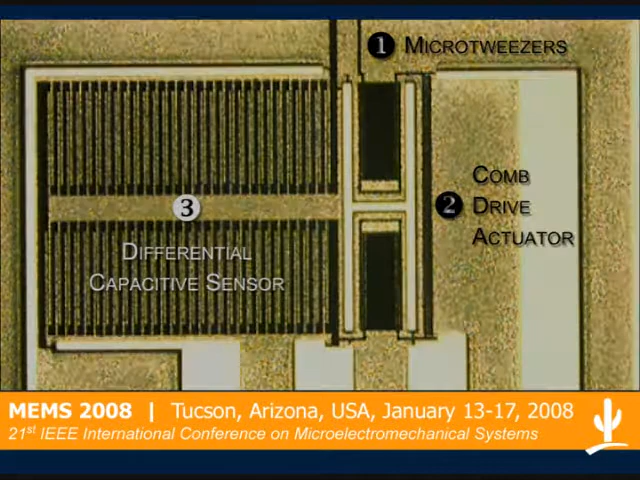 1 MICROTWEEZERS
COMB
2 DRIVE
ACTUATOR
3
DIFFERENTIAL
CAPACITIVE SENSOR
MEMS 2008 | Tucson, Arizona, USA, January 13-17, 2008
21st IEEE International Conference on Microelectromechanical Systems